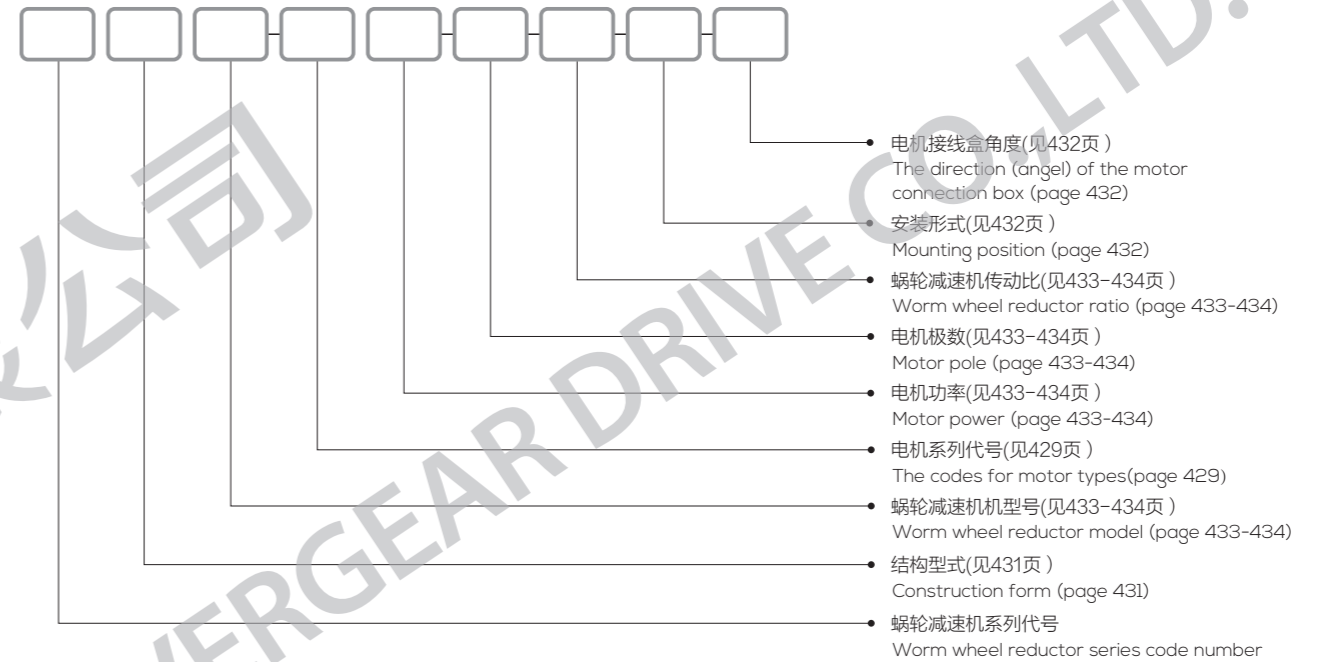 电机接线盒角度(见432页 )
The direction (angel) of the motor
connection box (page 432)
安装形式(见432页 )
Mounting position (page 432)
蜗轮减速机传动比(见433-434页 )
Worm wheel reductor ratio (page 433-434)
电机极数(见433-434页 )
Motor pole (page 433-434)
电机功率(见433-434页 )
Motor power (page 433-434)
电机系列代号(见429页 )
The codes for motor types(page 429)
蜗轮减速机机型号(见433-434页 )
Worm wheel reductor model (page 433-434)
结构型式(见431页 )
Construction form (page 431)
蜗轮减速机系列代号
Worm wheel reductor series code number
公司
VERGEAR DRIVE CO.,LTD.